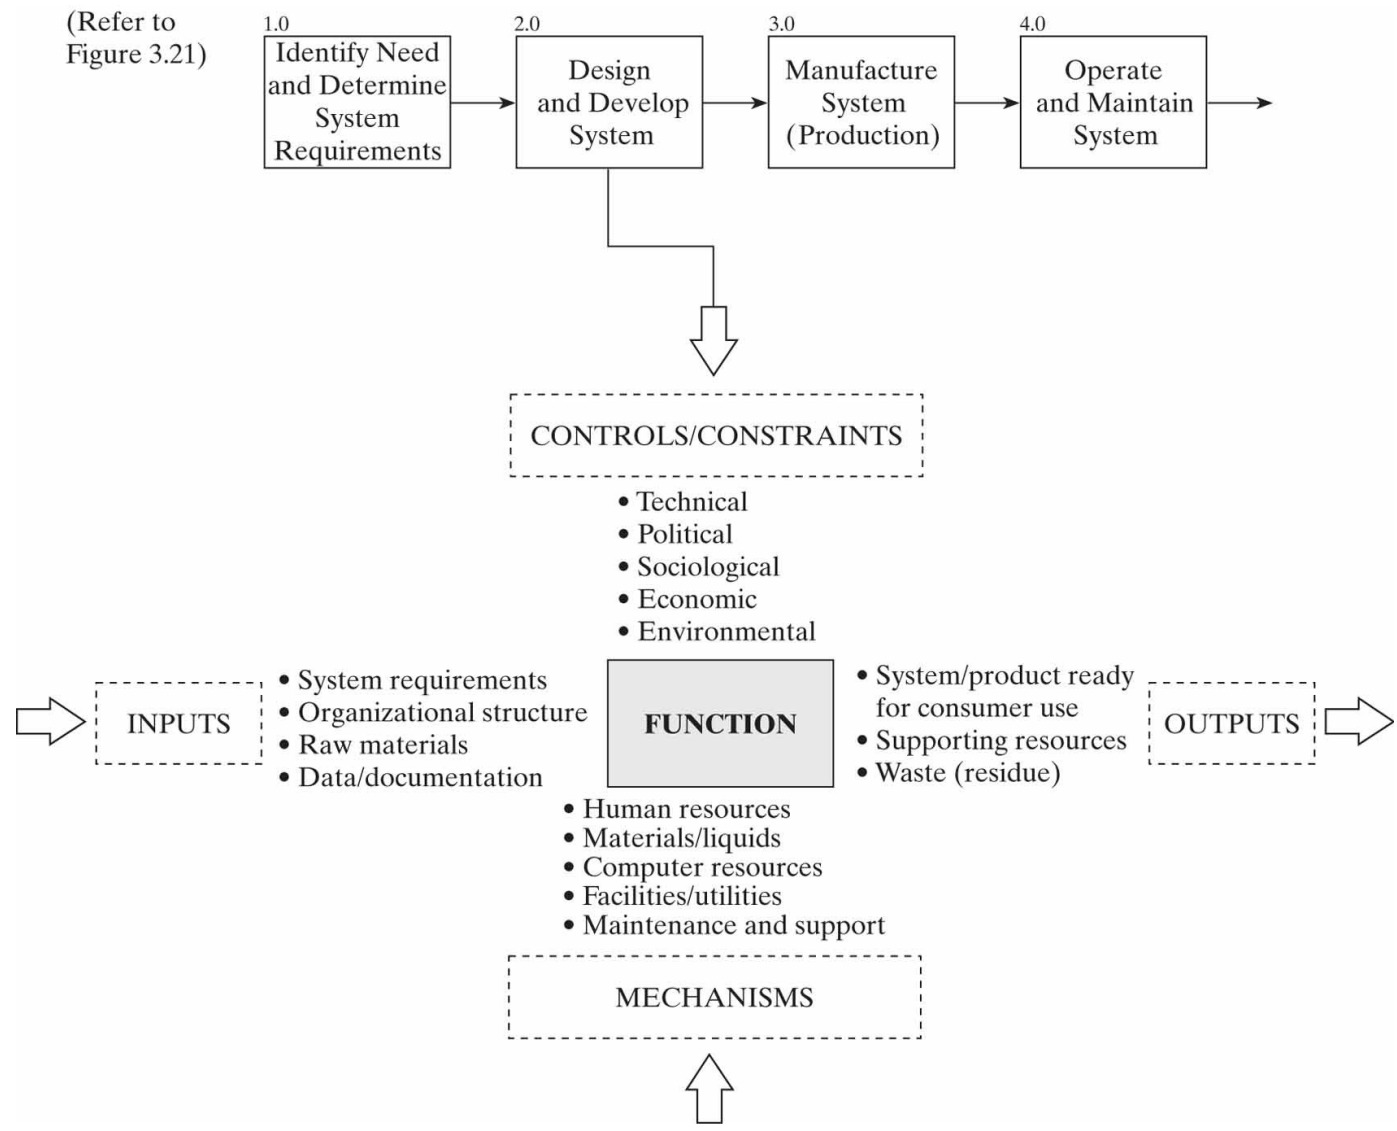 (Refer to
Figure 3.21)
1.0
Identify Need
and Determine
System
Requirements
2.0
Design
and Develop
System
3.0
Manufacture
System
(Production)
4.0
Operate
and Maintain
System
CONTROLS/CONSTRAINTS
• Technical
• Political
• Sociological
• Economic
• Environmental
INPUTS
• System requirements
• Organizational structure
• Raw materials
• Data/documentation
FUNCTION
• System/product ready
for consumer use
• Supporting resources
• Waste (residue)
OUTPUTS
• Human resources
• Materials/liquids
• Computer resources
• Facilities/utilities
• Maintenance and support
MECHANISMS